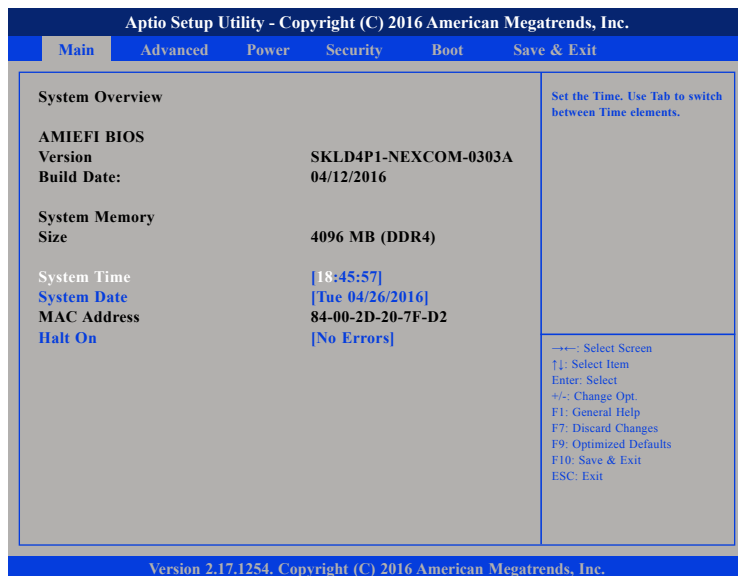 Aptio Setup Utility - Copyright (C) 2016 American Megatrends, Inc.
Main Advanced Power Security Boot Save & Exit
System Overview
AMIEFI BIOS
Version SKLD4P1-NEXCOM-0303A
Build Date: 04/12/2016
System Memory
Size 4096 MB (DDR4)
System Time [18:45:57]
System Date [Tue 04/26/2016]
MAC Address 84-00-2D-20-7F-D2
Halt On [No Errors]
Set the Time. Use Tab to switch
between Time elements.
→←: Select Screen
↑↓: Select Item
Enter: Select
+/-: Change Opt.
F1: General Help
F7: Discard Changes
F9: Optimized Defaults
F10: Save & Exit
ESC: Exit
Version 2.17.1254. Copyright (C) 2016 American Megatrends, Inc.